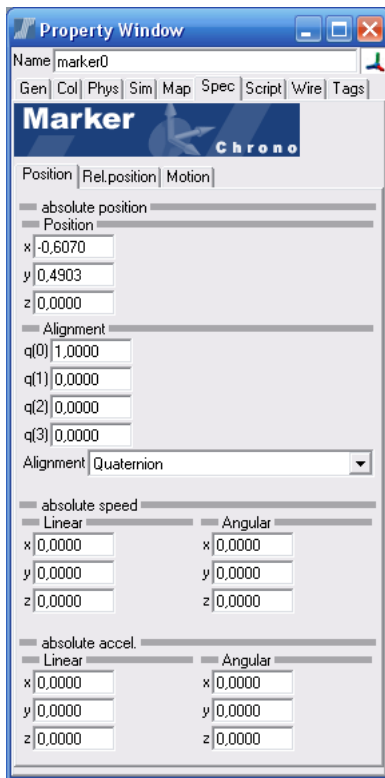 Property Window
Name marker0
Gen Col Phys Sim Map Spec Script Wire Tags
Marker
Chrono
Position Rel.position Motion
absolute position
Position
x -0,6070
y 0,4903
z 0,0000
Alignment
q(0) 1,0000
q(1) 0,0000
q(2) 0,0000
q(3) 0,0000
Alignment Quaternion
absolute speed
Linear Angular
x 0,0000 x 0,0000
y 0,0000 y 0,0000
z 0,0000 z 0,0000
absolute accel.
Linear Angular
x 0,0000 x 0,0000
y 0,0000 y 0,0000
z 0,0000 z 0,0000